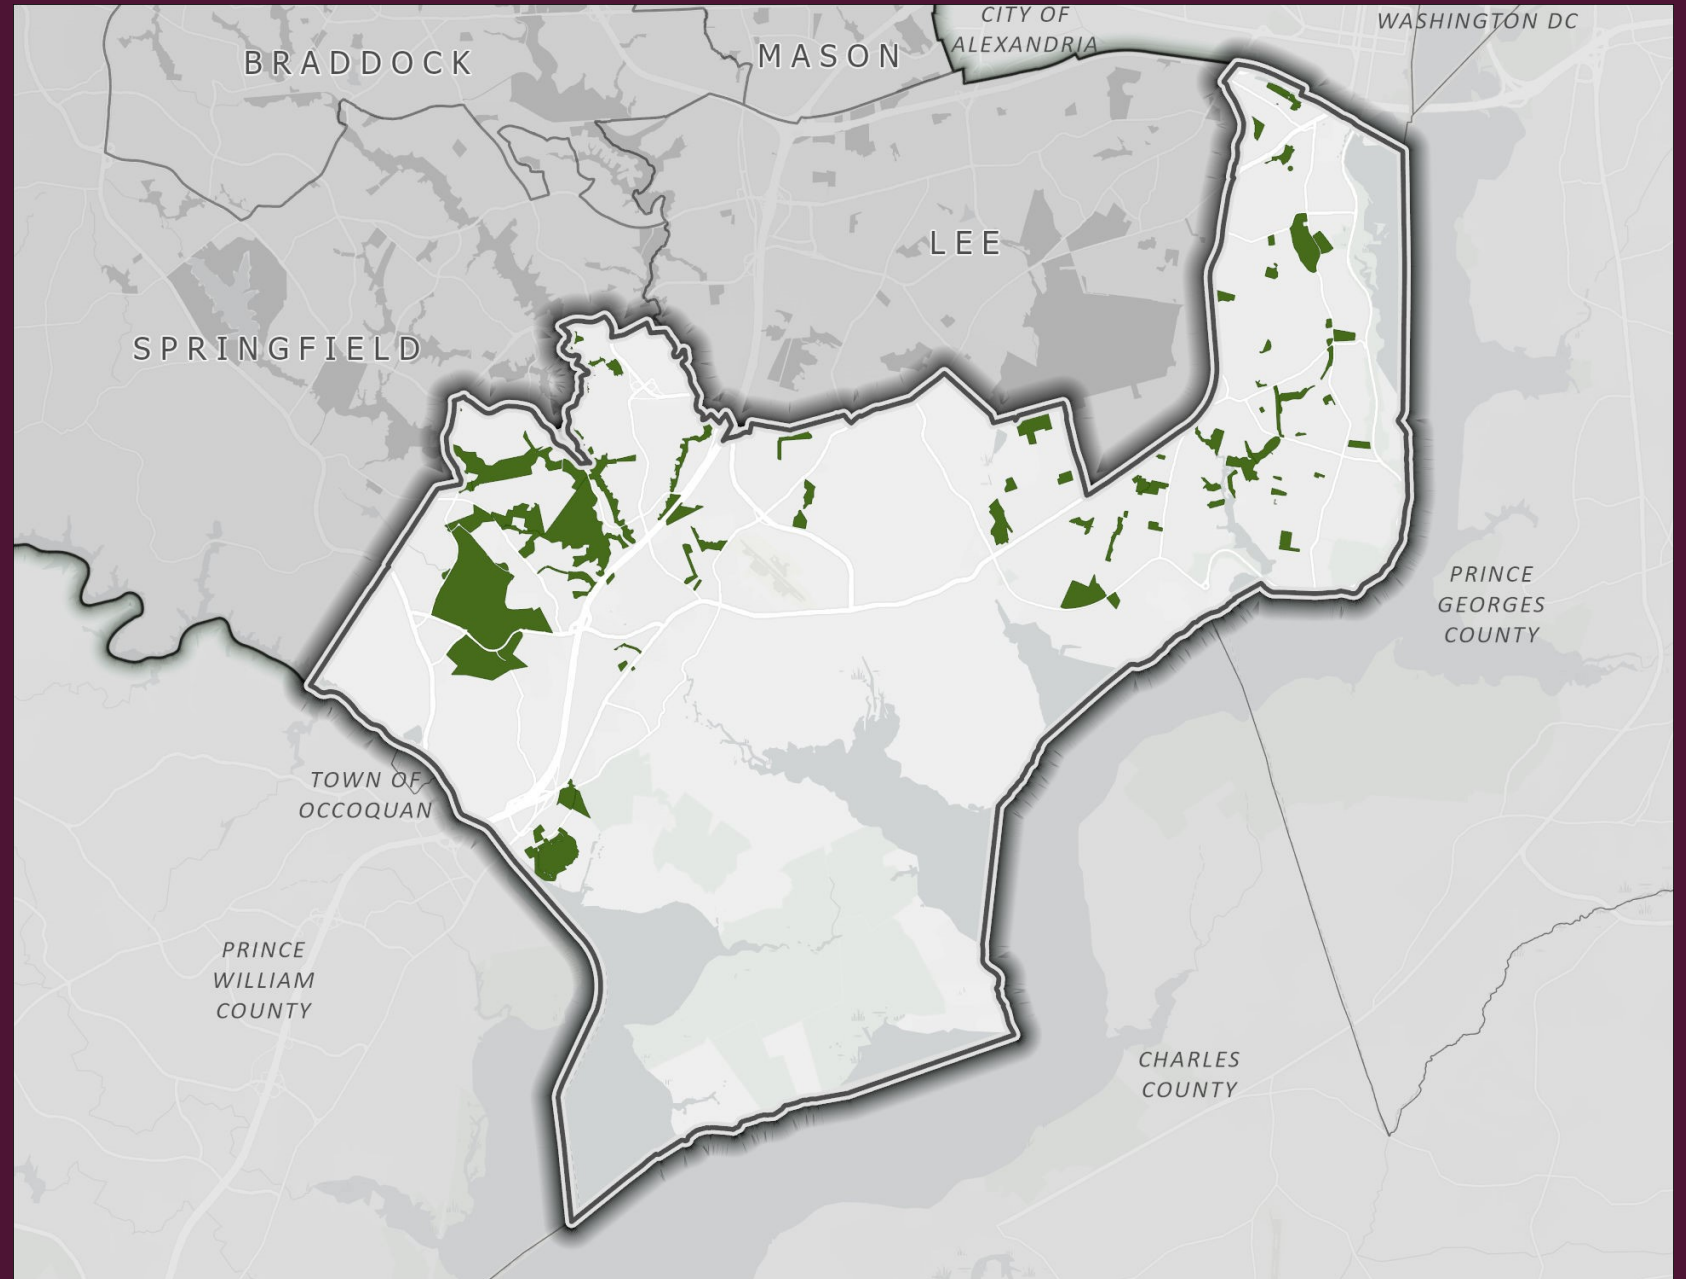 CITY OF
ALEXANDRIA
WASHINGTON DC
BRADDOCK
MASON
LEE
SPRINGFIELD
PRINCE
GEORGES
COUNTY
TOWN OF
OCCOQUAN
PRINCE
WILLIAM
COUNTY
CHARLES
COUNTY